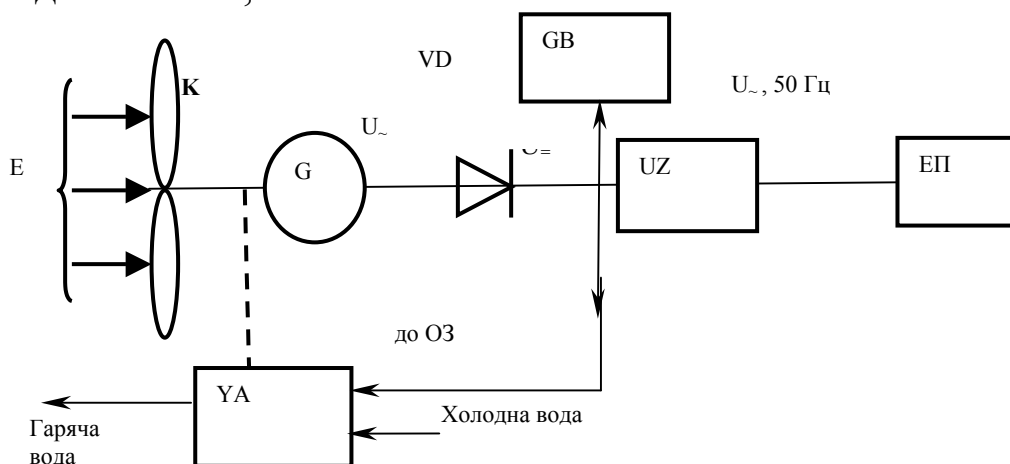 GB
VD
K
U~ , 50 Гц
U~
E
G
UZ
ЕП
до ОЗ
YA
Холодна вода
Гаряча
вода